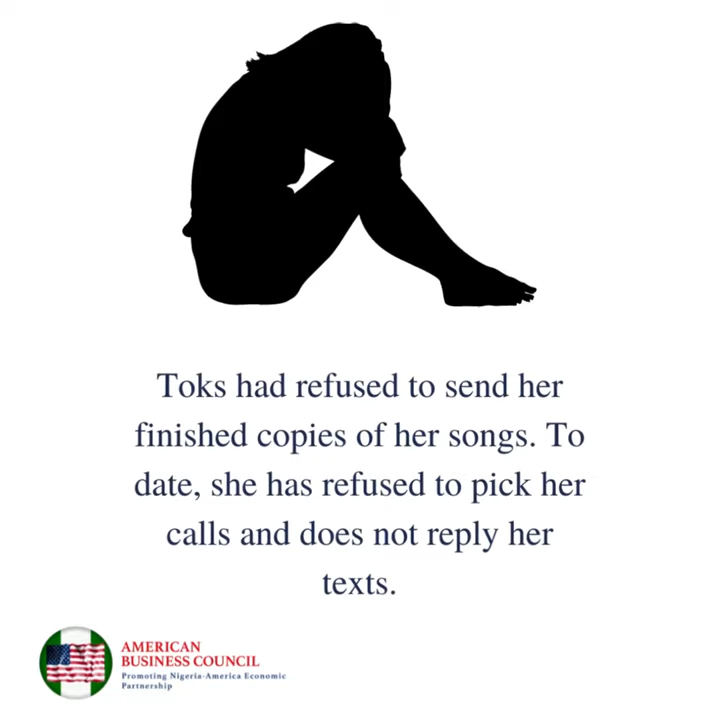 Toks had refused to send her
finished copies of her songs. To
date, she has refused to pick her
calls and does not reply her
texts.
AMERICAN
BUSINESS COUNCIL
Promoting Nigeria-America Economic
Partnership